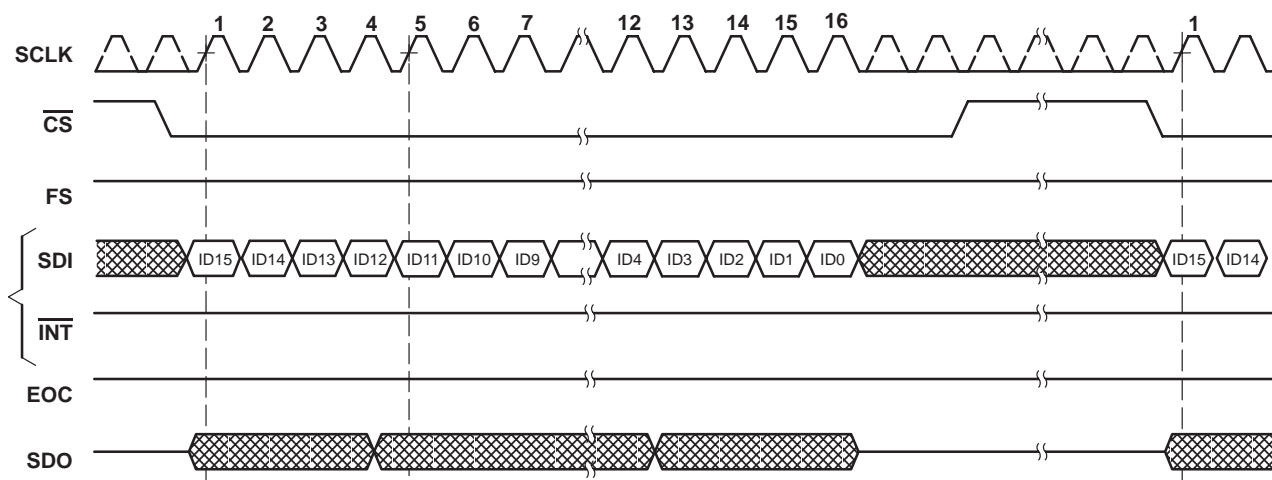 1 2 3 4 5 6 7 12 13 14 15 16 1
SCLK
CS
FS
SDI ID15 ID14 ID13 ID12 ID11 ID10 ID9 ID4 ID3 ID2 ID1 ID0 ID15 ID14
INT
EOC
SDO